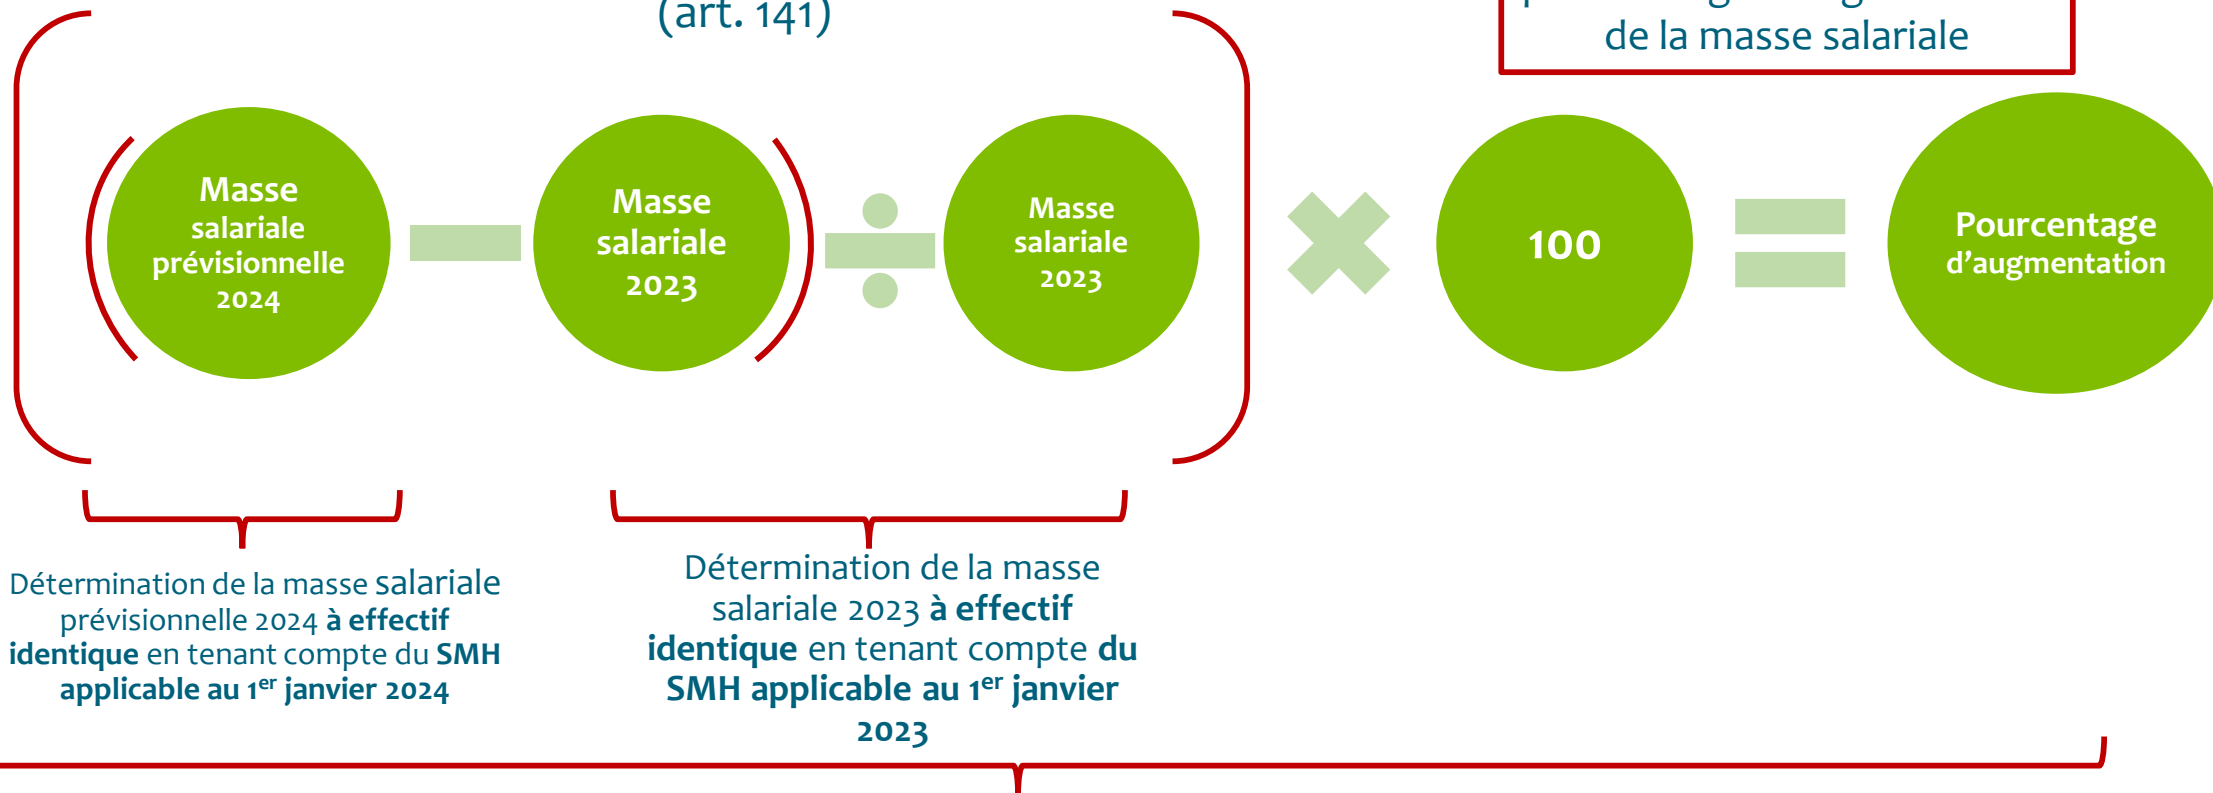 (art. 141)
de la masse salariale
Masse
salariale
prévisionnelle
2024
Masse
salariale
2023
Masse
salariale
2023
100
Pourcentage
d’augmentation
Détermination de la masse salariale
prévisionnelle 2024 à effectif
identique en tenant compte du SMH
applicable au 1er janvier 2024
Détermination de la masse
salariale 2023 à effectif
identique en tenant compte du
SMH applicable au 1er janvier
2023